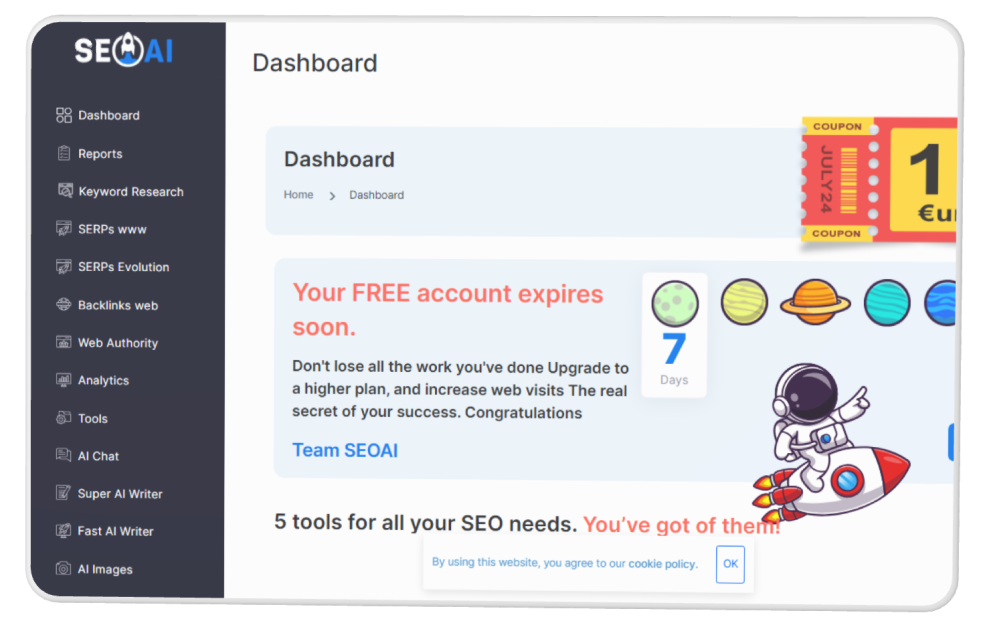 SEOAI
Dashboard
Reports
Keyword Research
SERPs www
SERPs Evolution
Backlinks web
Web Authority
Analytics
Tools
AI Chat
Super AI Writer
Fast AI Writer
AI Images
Dashboard
Dashboard
Home > Dashboard
COUPON
JULY24
1
€u
COUPON
Your FREE account expires
soon.
Don't lose all the work you've done Upgrade to
a higher plan, and increase web visits The real
secret of your success. Congratulations
Team SEOAI
7
Days
5 tools for all your SEO needs. You've got of them!
By using this website, you agree to our cookie policy.
OK